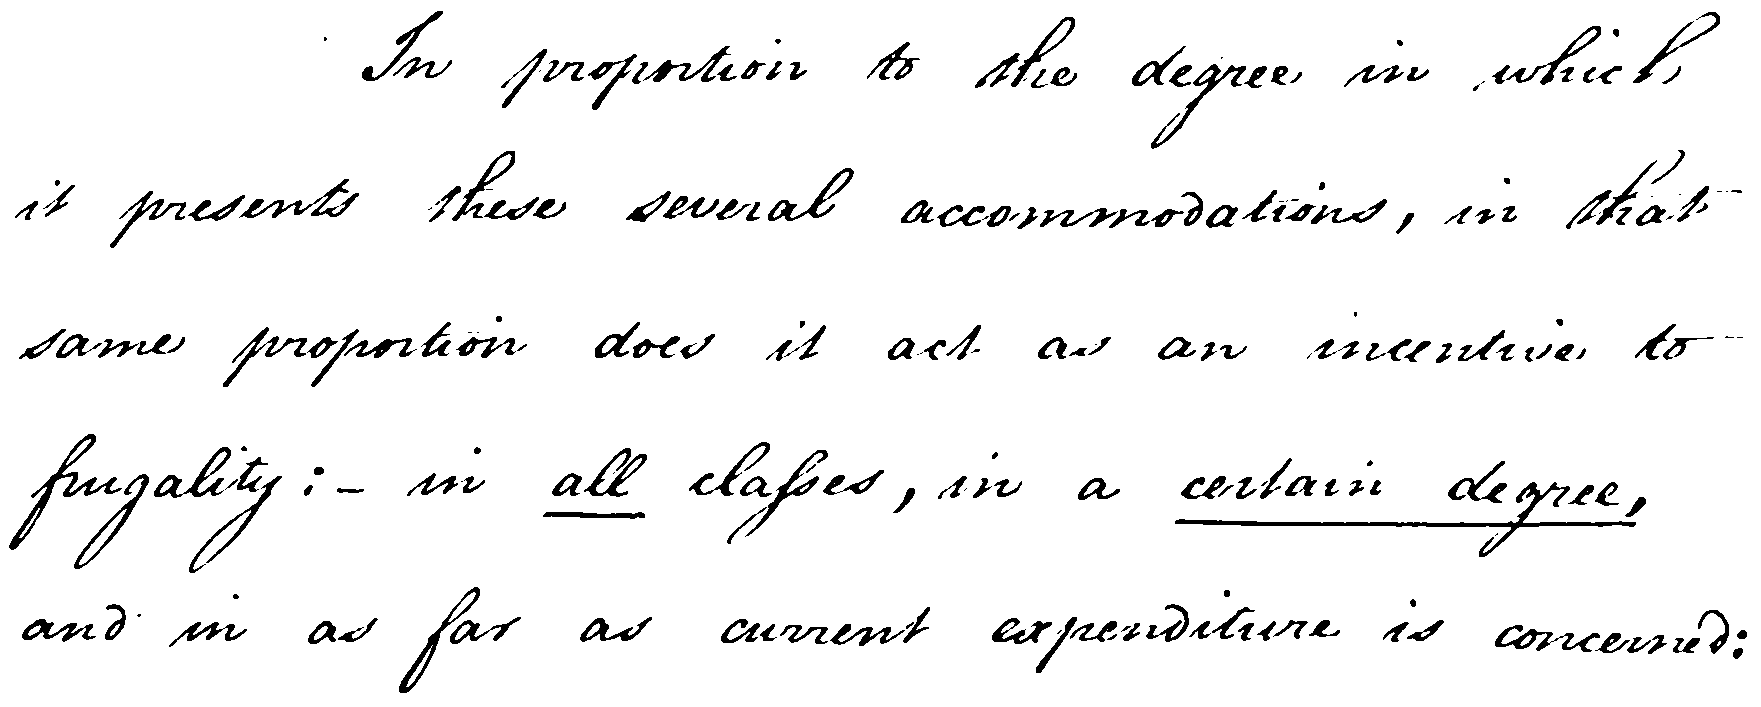 In proportion to the degree in which
it presents these several accommodations, in that
same proportion does it act as an incentive to
frugality:- in all claſses, in a certain degree,
and in as far as current expenditure is concerned: